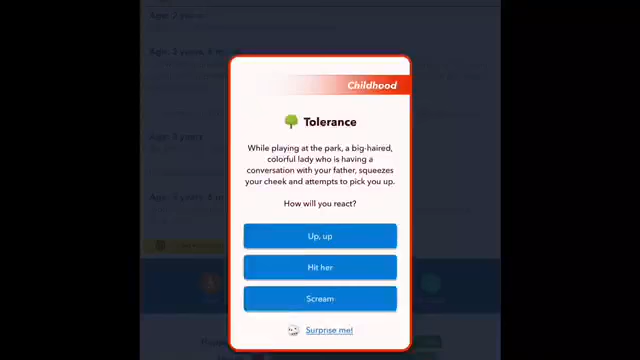 Childhood
Tolerance
While playing at the park, a big-haired,
colorful lady who is having a
conversation with your father, squeezes
your cheek and attempts to pick you up.
How will you react?
Up, up
Hit her
Scream
Surprise me!